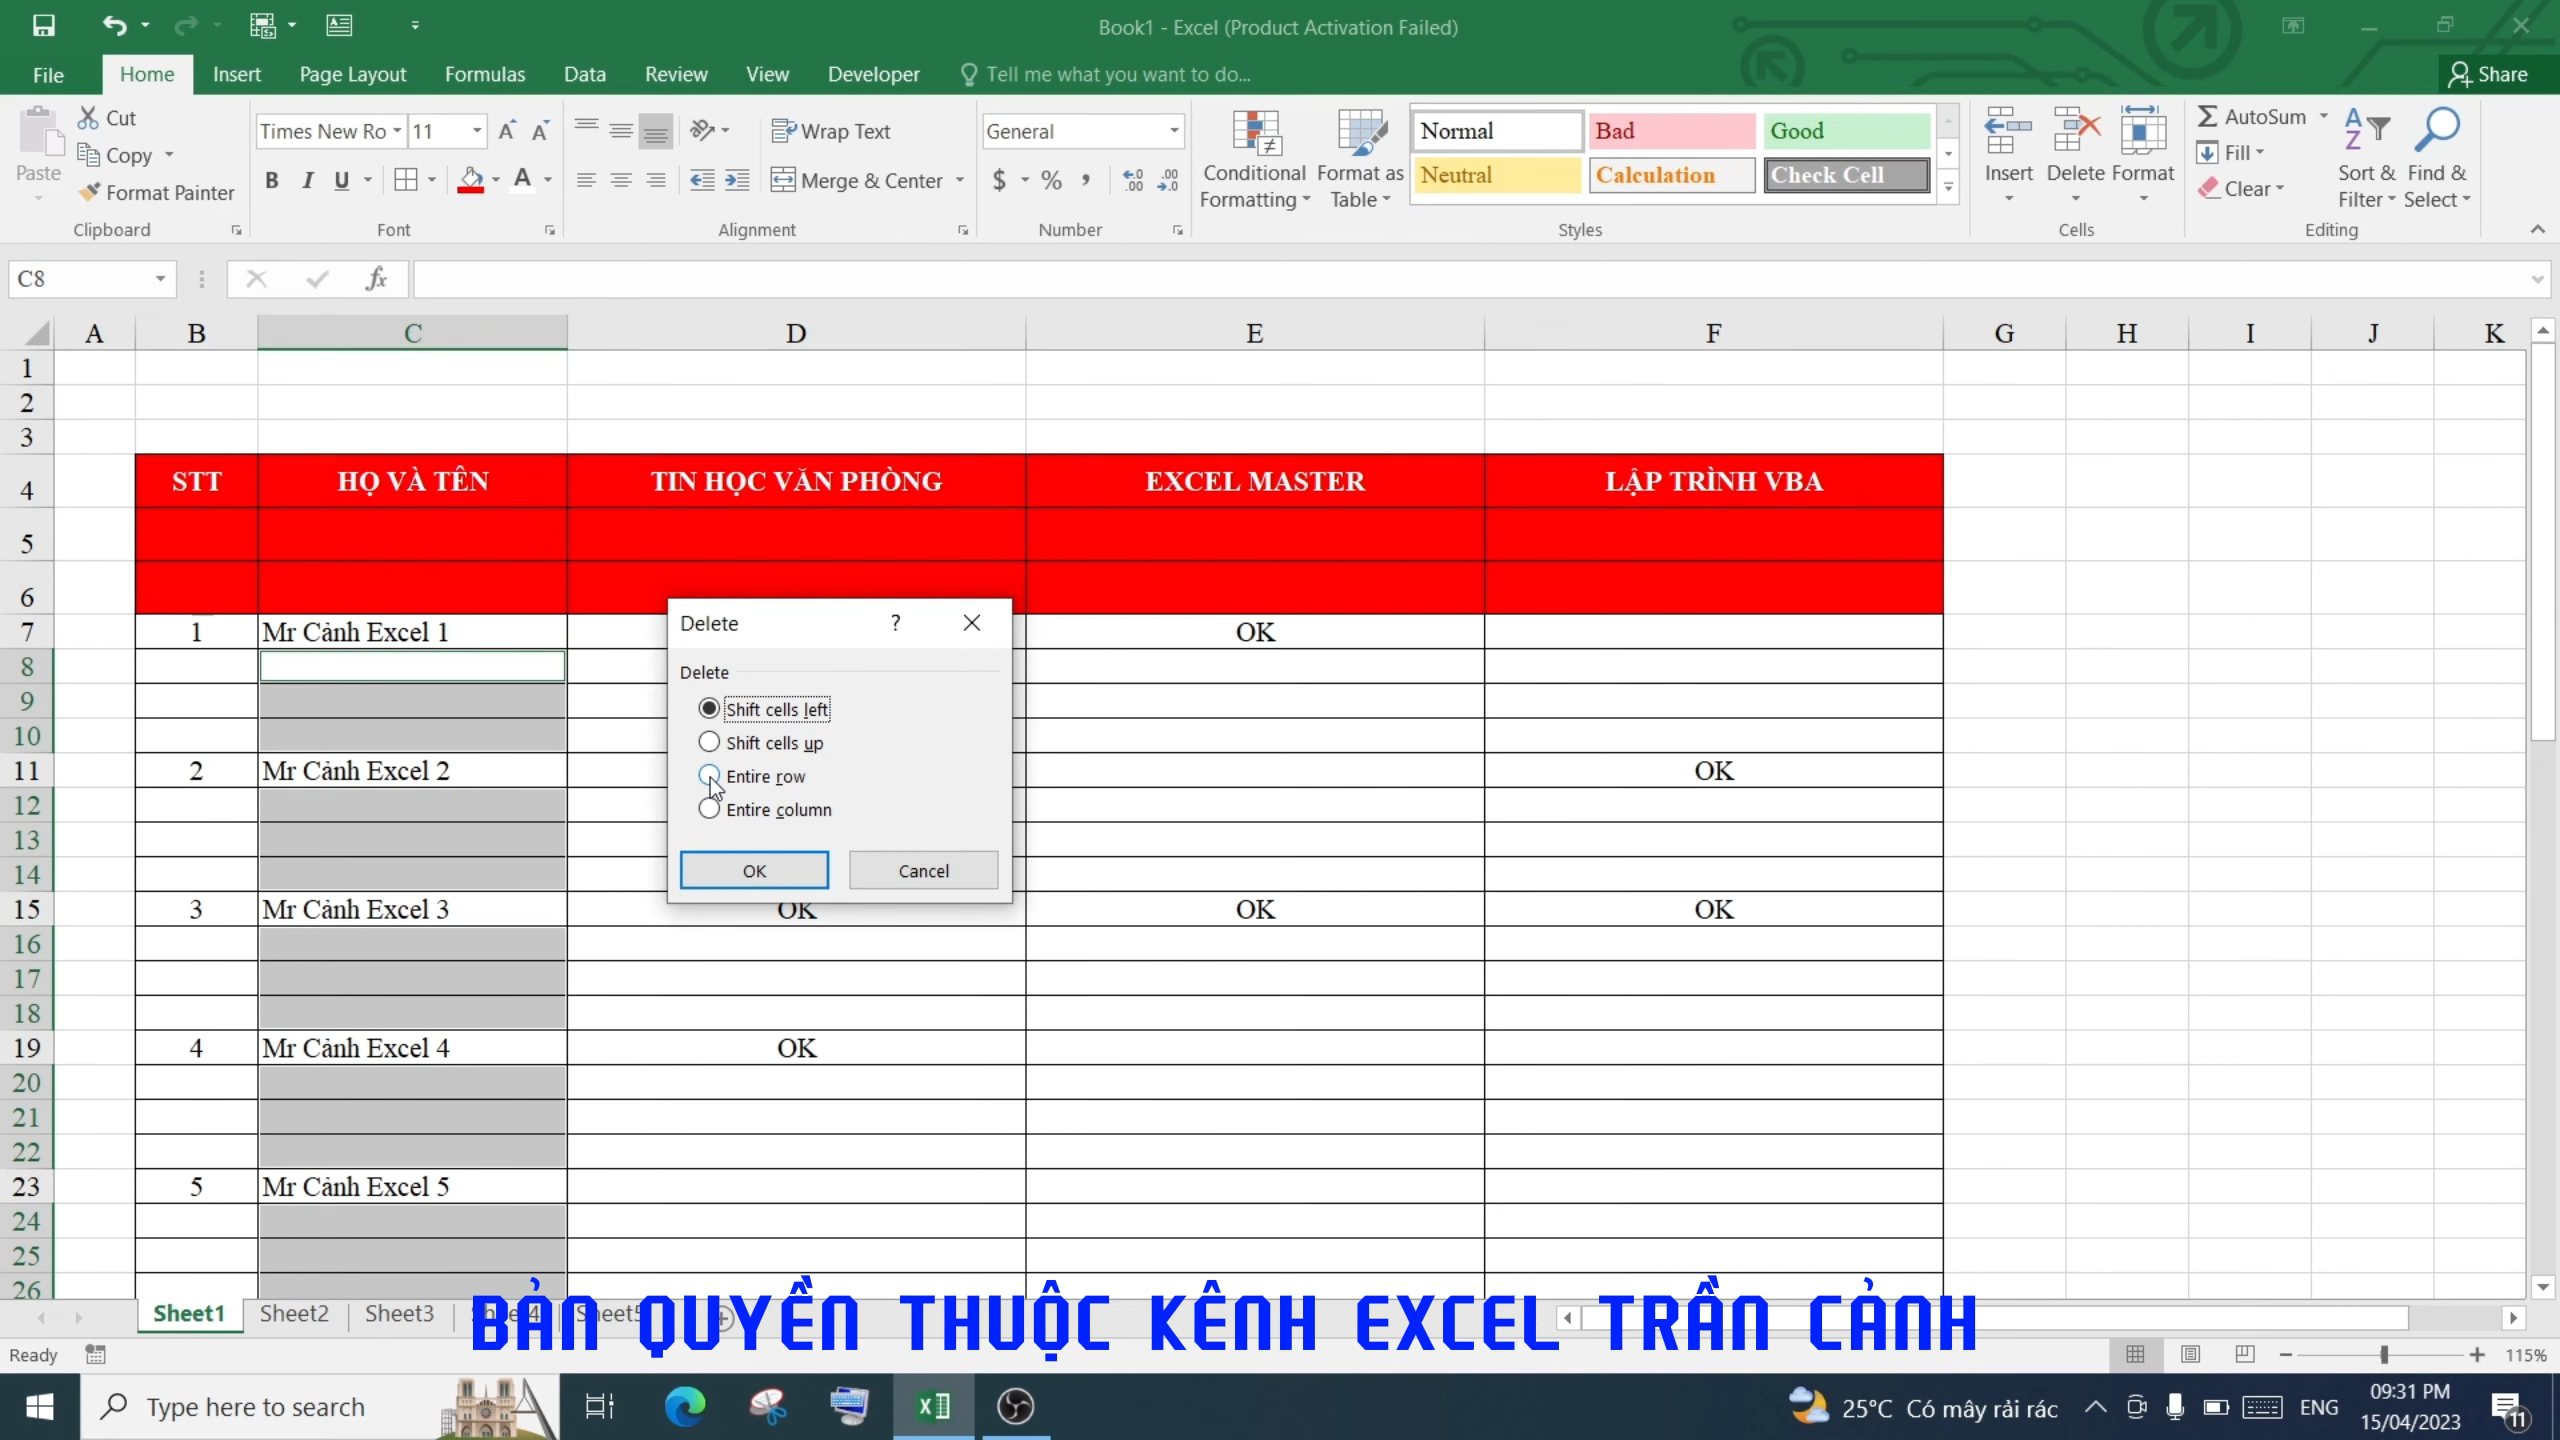 Book1 - Excel (Product Activation Failed)
File Home Insert Page Layout Formulas Data Review View Developer Tell me what you want to do... Share
Paste
Cut
Copy
Format Painter
Clipboard
Times New Ro 11
B I U
Font
Wrap Text
Merge & Center
Alignment
General
$ % ,
Number
Conditional Formatting
Format as Table
Normal Bad Good
Neutral Calculation Check Cell
Styles
Insert Delete Format
Cells
AutoSum
Fill
Clear
Sort & Filter
Find & Select
Editing
C8 fx
A B C D E F G H I J K
1
2
3
4 STT HỌ VÀ TÊN TIN HỌC VĂN PHÒNG EXCEL MASTER LẬP TRÌNH VBA
5
6
7 1 Mr Cảnh Excel 1 OK
8
9
10
11 2 Mr Cảnh Excel 2 OK
12
13
14
15 3 Mr Cảnh Excel 3 OK OK OK
16
17
18
19 4 Mr Cảnh Excel 4 OK
20
21
22
23 5 Mr Cảnh Excel 5
24
25
26
Delete ?
Delete
Shift cells left
Shift cells up
Entire row
Entire column
OK Cancel
Sheet1 Sheet2 Sheet3 Sheet4 Sheet5
BẢN QUYỀN THUỘC KÊNH EXCEL TRẦN CẢNH
Ready 115%
Type here to search
25°C Có mây rải rác ENG
09:31 PM
15/04/2023
11